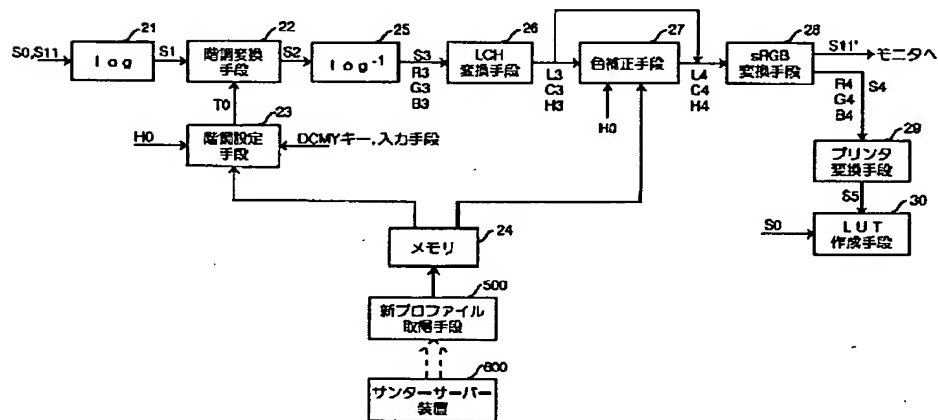 21
22
25
26
27
28
S0,S11
log
S1
階調変換
手段
S2
log⁻¹
S3
R3
G3
B3
LCH
変換手段
L3
C3
H3
色補正手段
L4
C4
H4
sRGB
変換手段
S11'
モニタへ
R4
G4
B4
S4
T0
23
H0
階調設定
手段
DCMYキー,入力手段
H0
29
プリンタ
変換手段
S5
30
S0
LUT
作成手段
24
メモリ
500
新プロファイル
取得手段
600
サンターサーバー
装置